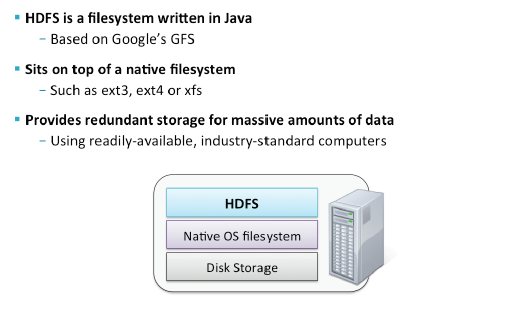 ▪ HDFS is a filesystem written in Java
– Based on Google's GFS
▪ Sits on top of a native filesystem
– Such as ext3, ext4 or xfs
▪ Provides redundant storage for massive amounts of data
– Using readily-available, industry-standard computers
HDFS
Native OS filesystem
Disk Storage